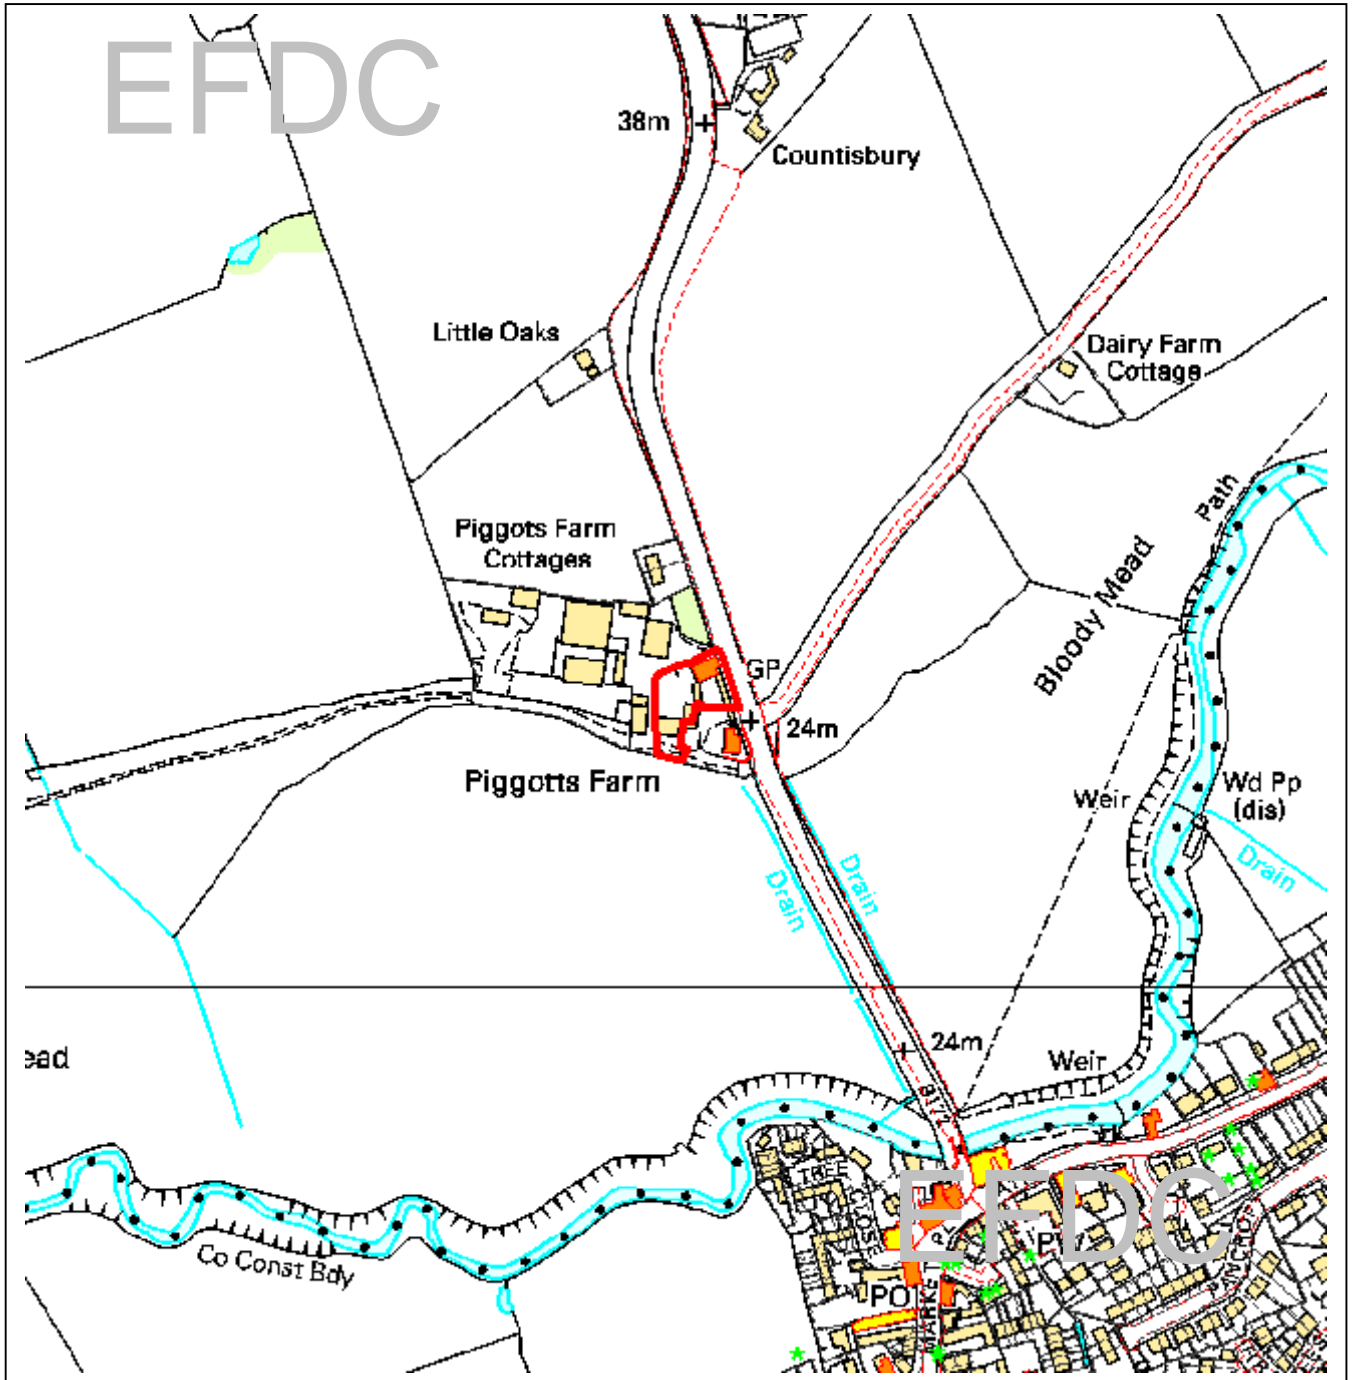 EFDC
38m
Countisbury
Little Oaks
Dairy Farm
Cottage
Path
Piggots Farm
Cottages
Bloody Mead
GP
24m
Piggotts Farm
Weir
Wd Pp
(dis)
Drain
Drain
Drain
24m
ead
Weir
TREE
EFDC
Co Const Bdy
PO
MARKET